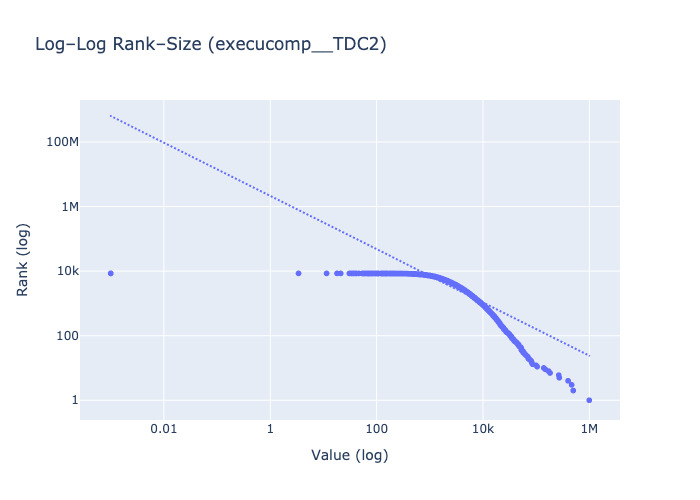 Log−Log Rank−Size (execucomp__TDC2)
100M
1M
10k
100
1
Rank (log)
0.01
1
100
10k
1M
Value (log)